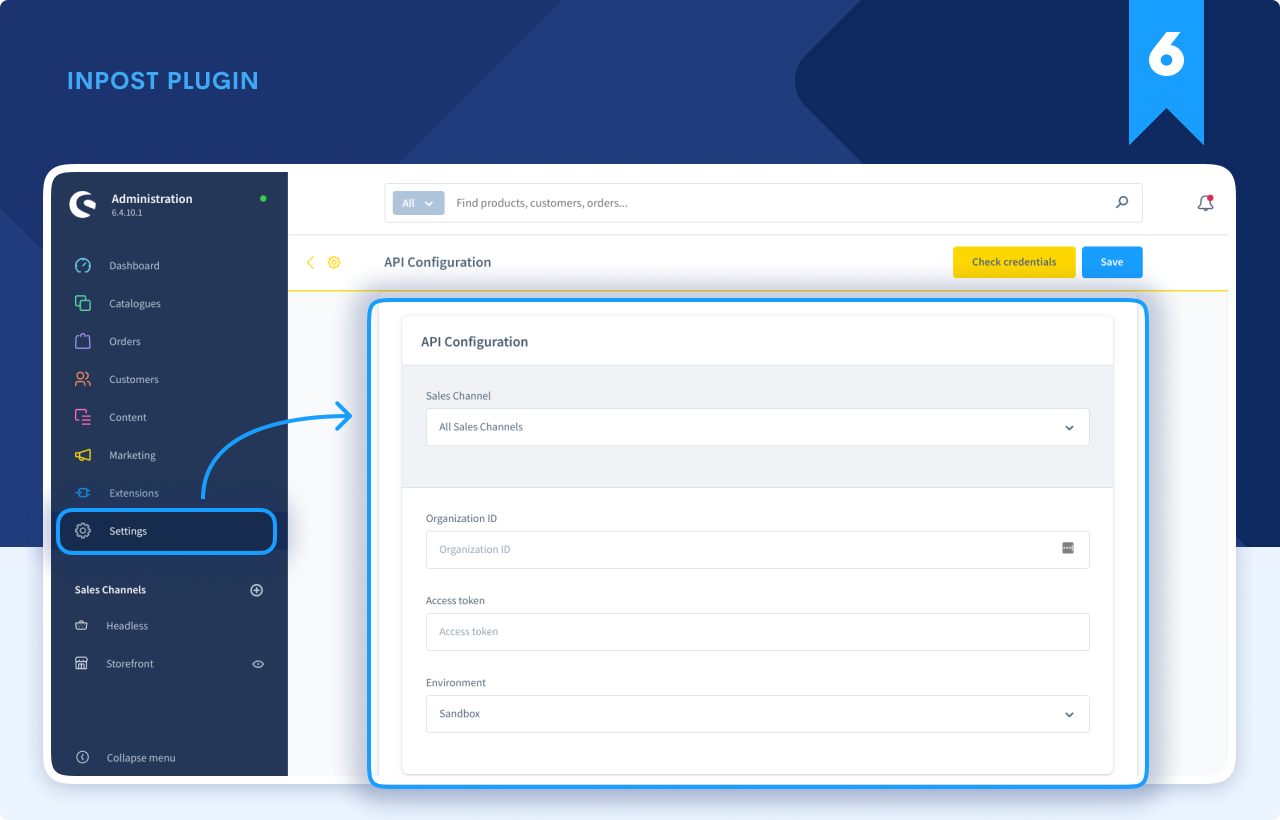 INPOST PLUGIN
6
Administration
6.4.10.1
Dashboard
Catalogues
Orders
Customers
Content
Marketing
Extensions
Settings
Sales Channels
Headless
Storefront
Collapse menu
All
Find products, customers, orders...
API Configuration
Check credentials
Save
API Configuration
Sales Channel
All Sales Channels
Organization ID
Organization ID
Access token
Access token
Environment
Sandbox